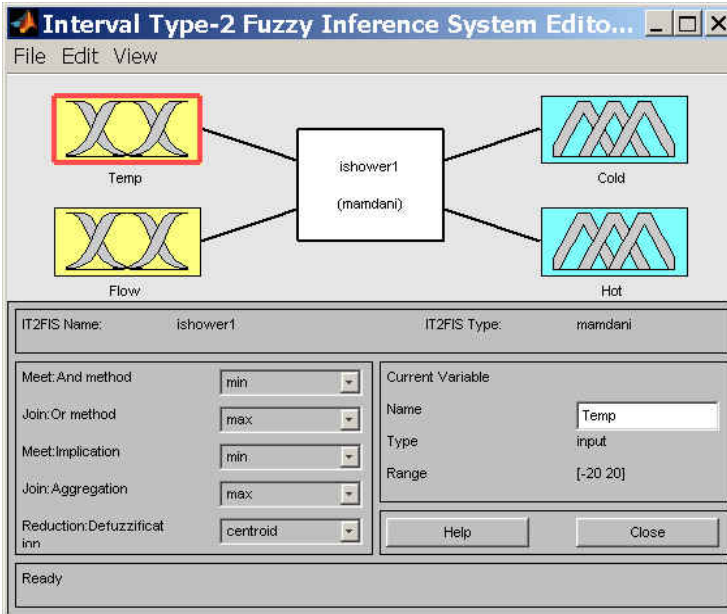 Interval Type-2 Fuzzy Inference System Edito...
File Edit View
Temp
Flow
ishower1
(mamdani)
Cold
Hot
IT2FIS Name: ishower1 IT2FIS Type: mamdani
Meet:And method min
Join:Or method max
Meet:Implication min
Join:Aggregation max
Reduction:Defuzzificat
ion centroid
Current Variable
Name Temp
Type input
Range [-20 20]
Help Close
Ready